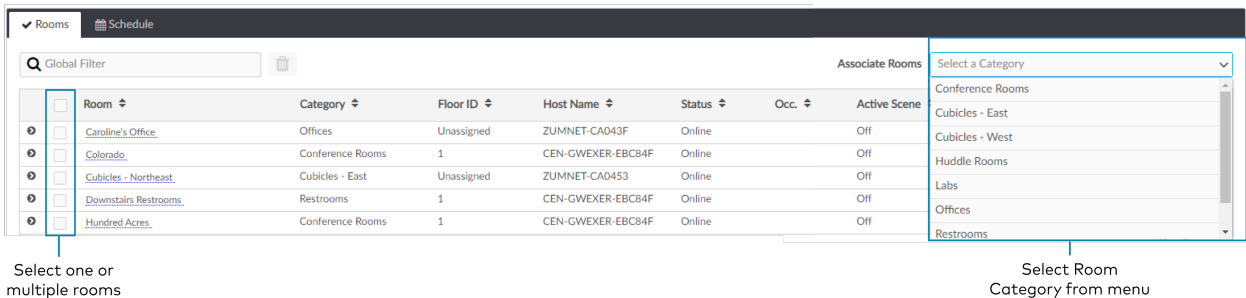 Rooms Schedule
Global Filter Associate Rooms Select a Category
Room Category Floor ID Host Name Status Occ. Active Scene
Caroline's Office Offices Unassigned ZUMNET-CA043F Online Off
Colorado Conference Rooms 1 CEN-GWEXER-EBC84F Online Off
Cubicles - Northeast Cubicles - East Unassigned ZUMNET-CA0453 Online Off
Downstairs Restrooms Restrooms 1 CEN-GWEXER-EBC84F Online Off
Hundred Acres Conference Rooms 1 CEN-GWEXER-EBC84F Online Off
Conference Rooms
Cubicles - East
Cubicles - West
Huddle Rooms
Labs
Offices
Restrooms
Select one or
multiple rooms
Select Room
Category from menu